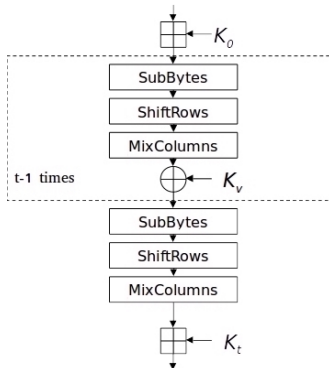 K₀
SubBytes
ShiftRows
MixColumns
t-1 times
Kᵥ
SubBytes
ShiftRows
MixColumns
Kₜ